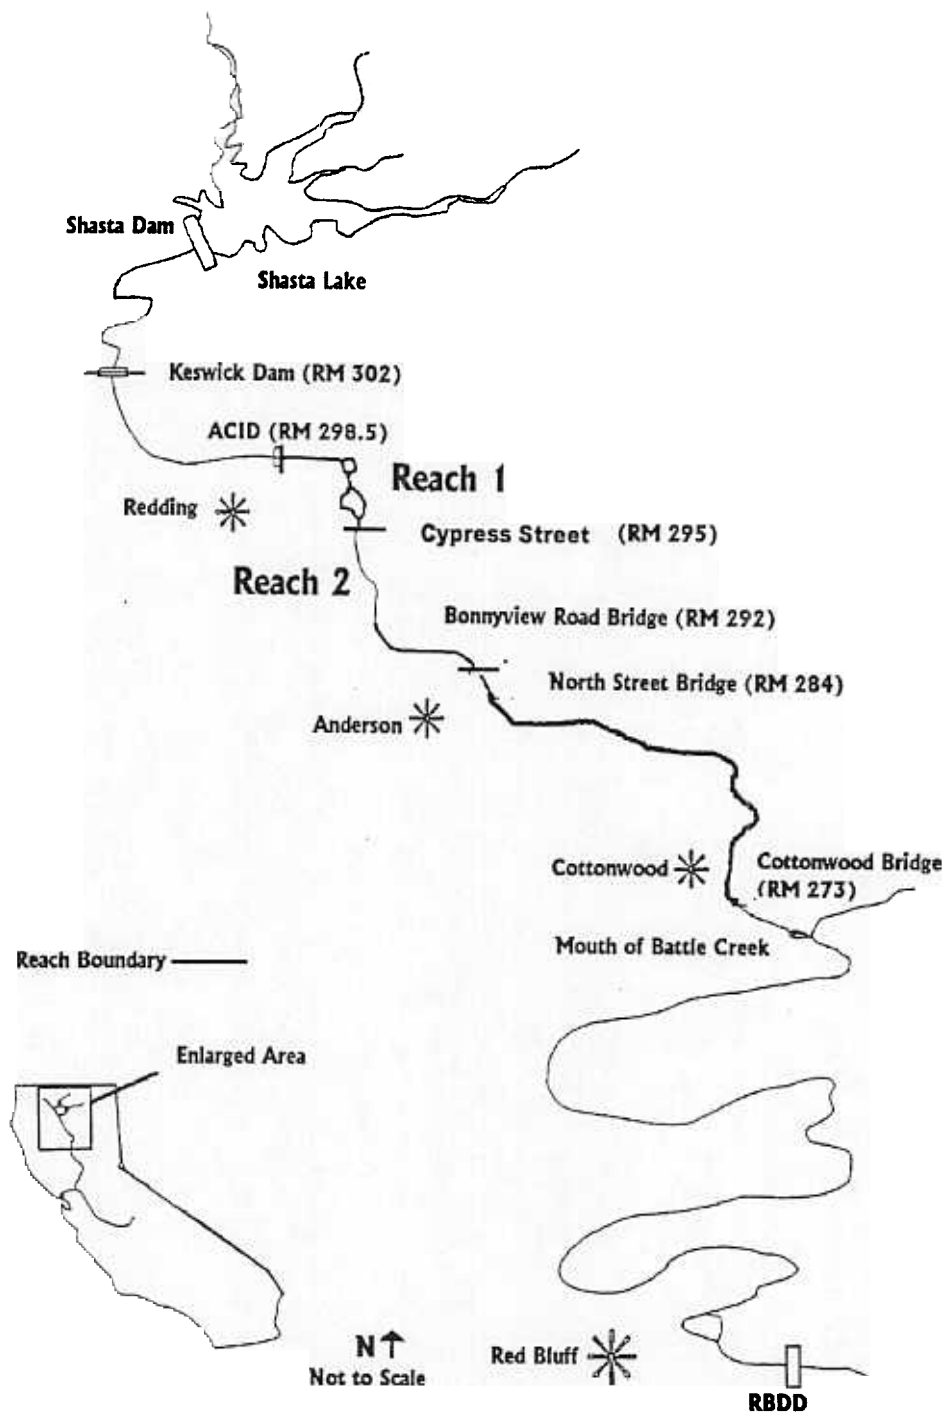 Shasta Dam
Shasta Lake
Keswick Dam (RM 302)
ACID (RM 298.5)
Reach 1
Redding
Cypress Street (RM 295)
Reach 2
Bonnyview Road Bridge (RM 292)
North Street Bridge (RM 284)
Anderson
Cottonwood
Cottonwood Bridge
(RM 273)
Mouth of Battle Creek
Reach Boundary
Enlarged Area
N
Not to Scale
Red Bluff
RBDD